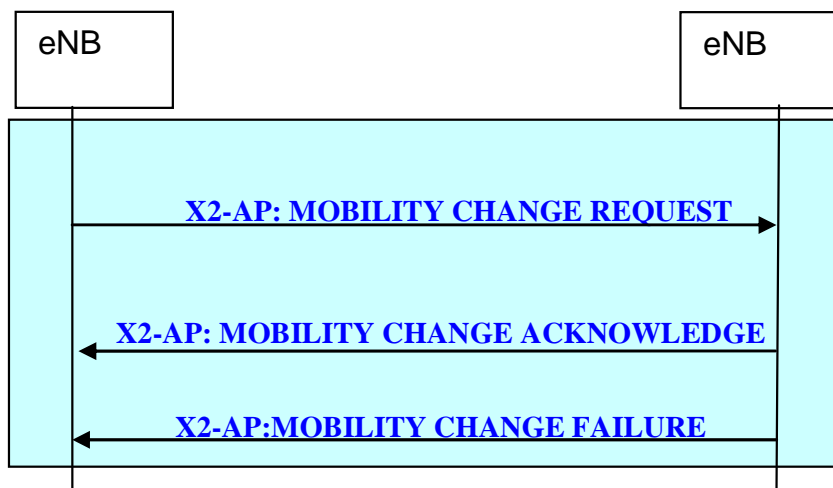 eNB
eNB
X2-AP: MOBILITY CHANGE REQUEST
X2-AP: MOBILITY CHANGE ACKNOWLEDGE
X2-AP:MOBILITY CHANGE FAILURE